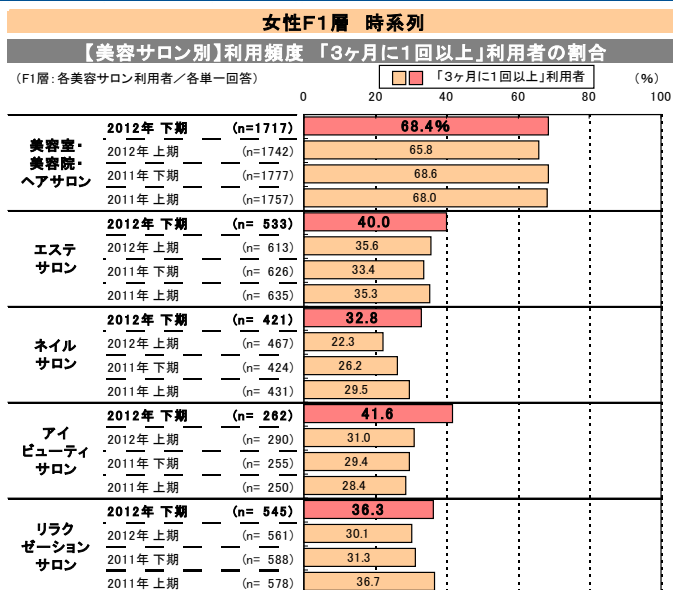 女性F1層 時系列
【美容サロン別】利用頻度 「3ヶ月に1回以上」利用者の割合
(F1層:各美容サロン利用者/各単一回答)
「3ヶ月に1回以上」利用者
(%)
0 20 40 60 80 100
美容室・
美容院・
ヘアサロン
2012年 下期 (n=1717) 68.4%
2012年 上期 (n=1742) 65.8
2011年 下期 (n=1777) 68.6
2011年 上期 (n=1757) 68.0
エステ
サロン
2012年 下期 (n= 533) 40.0
2012年 上期 (n= 613) 35.6
2011年 下期 (n= 626) 33.4
2011年 上期 (n= 635) 35.3
ネイル
サロン
2012年 下期 (n= 421) 32.8
2012年 上期 (n= 467) 22.3
2011年 下期 (n= 424) 26.2
2011年 上期 (n= 431) 29.5
アイ
ビューティ
サロン
2012年 下期 (n= 262) 41.6
2012年 上期 (n= 290) 31.0
2011年 下期 (n= 255) 29.4
2011年 上期 (n= 250) 28.4
リラク
ゼーション
サロン
2012年 下期 (n= 545) 36.3
2012年 上期 (n= 561) 30.1
2011年 下期 (n= 588) 31.3
2011年 上期 (n= 578) 36.7